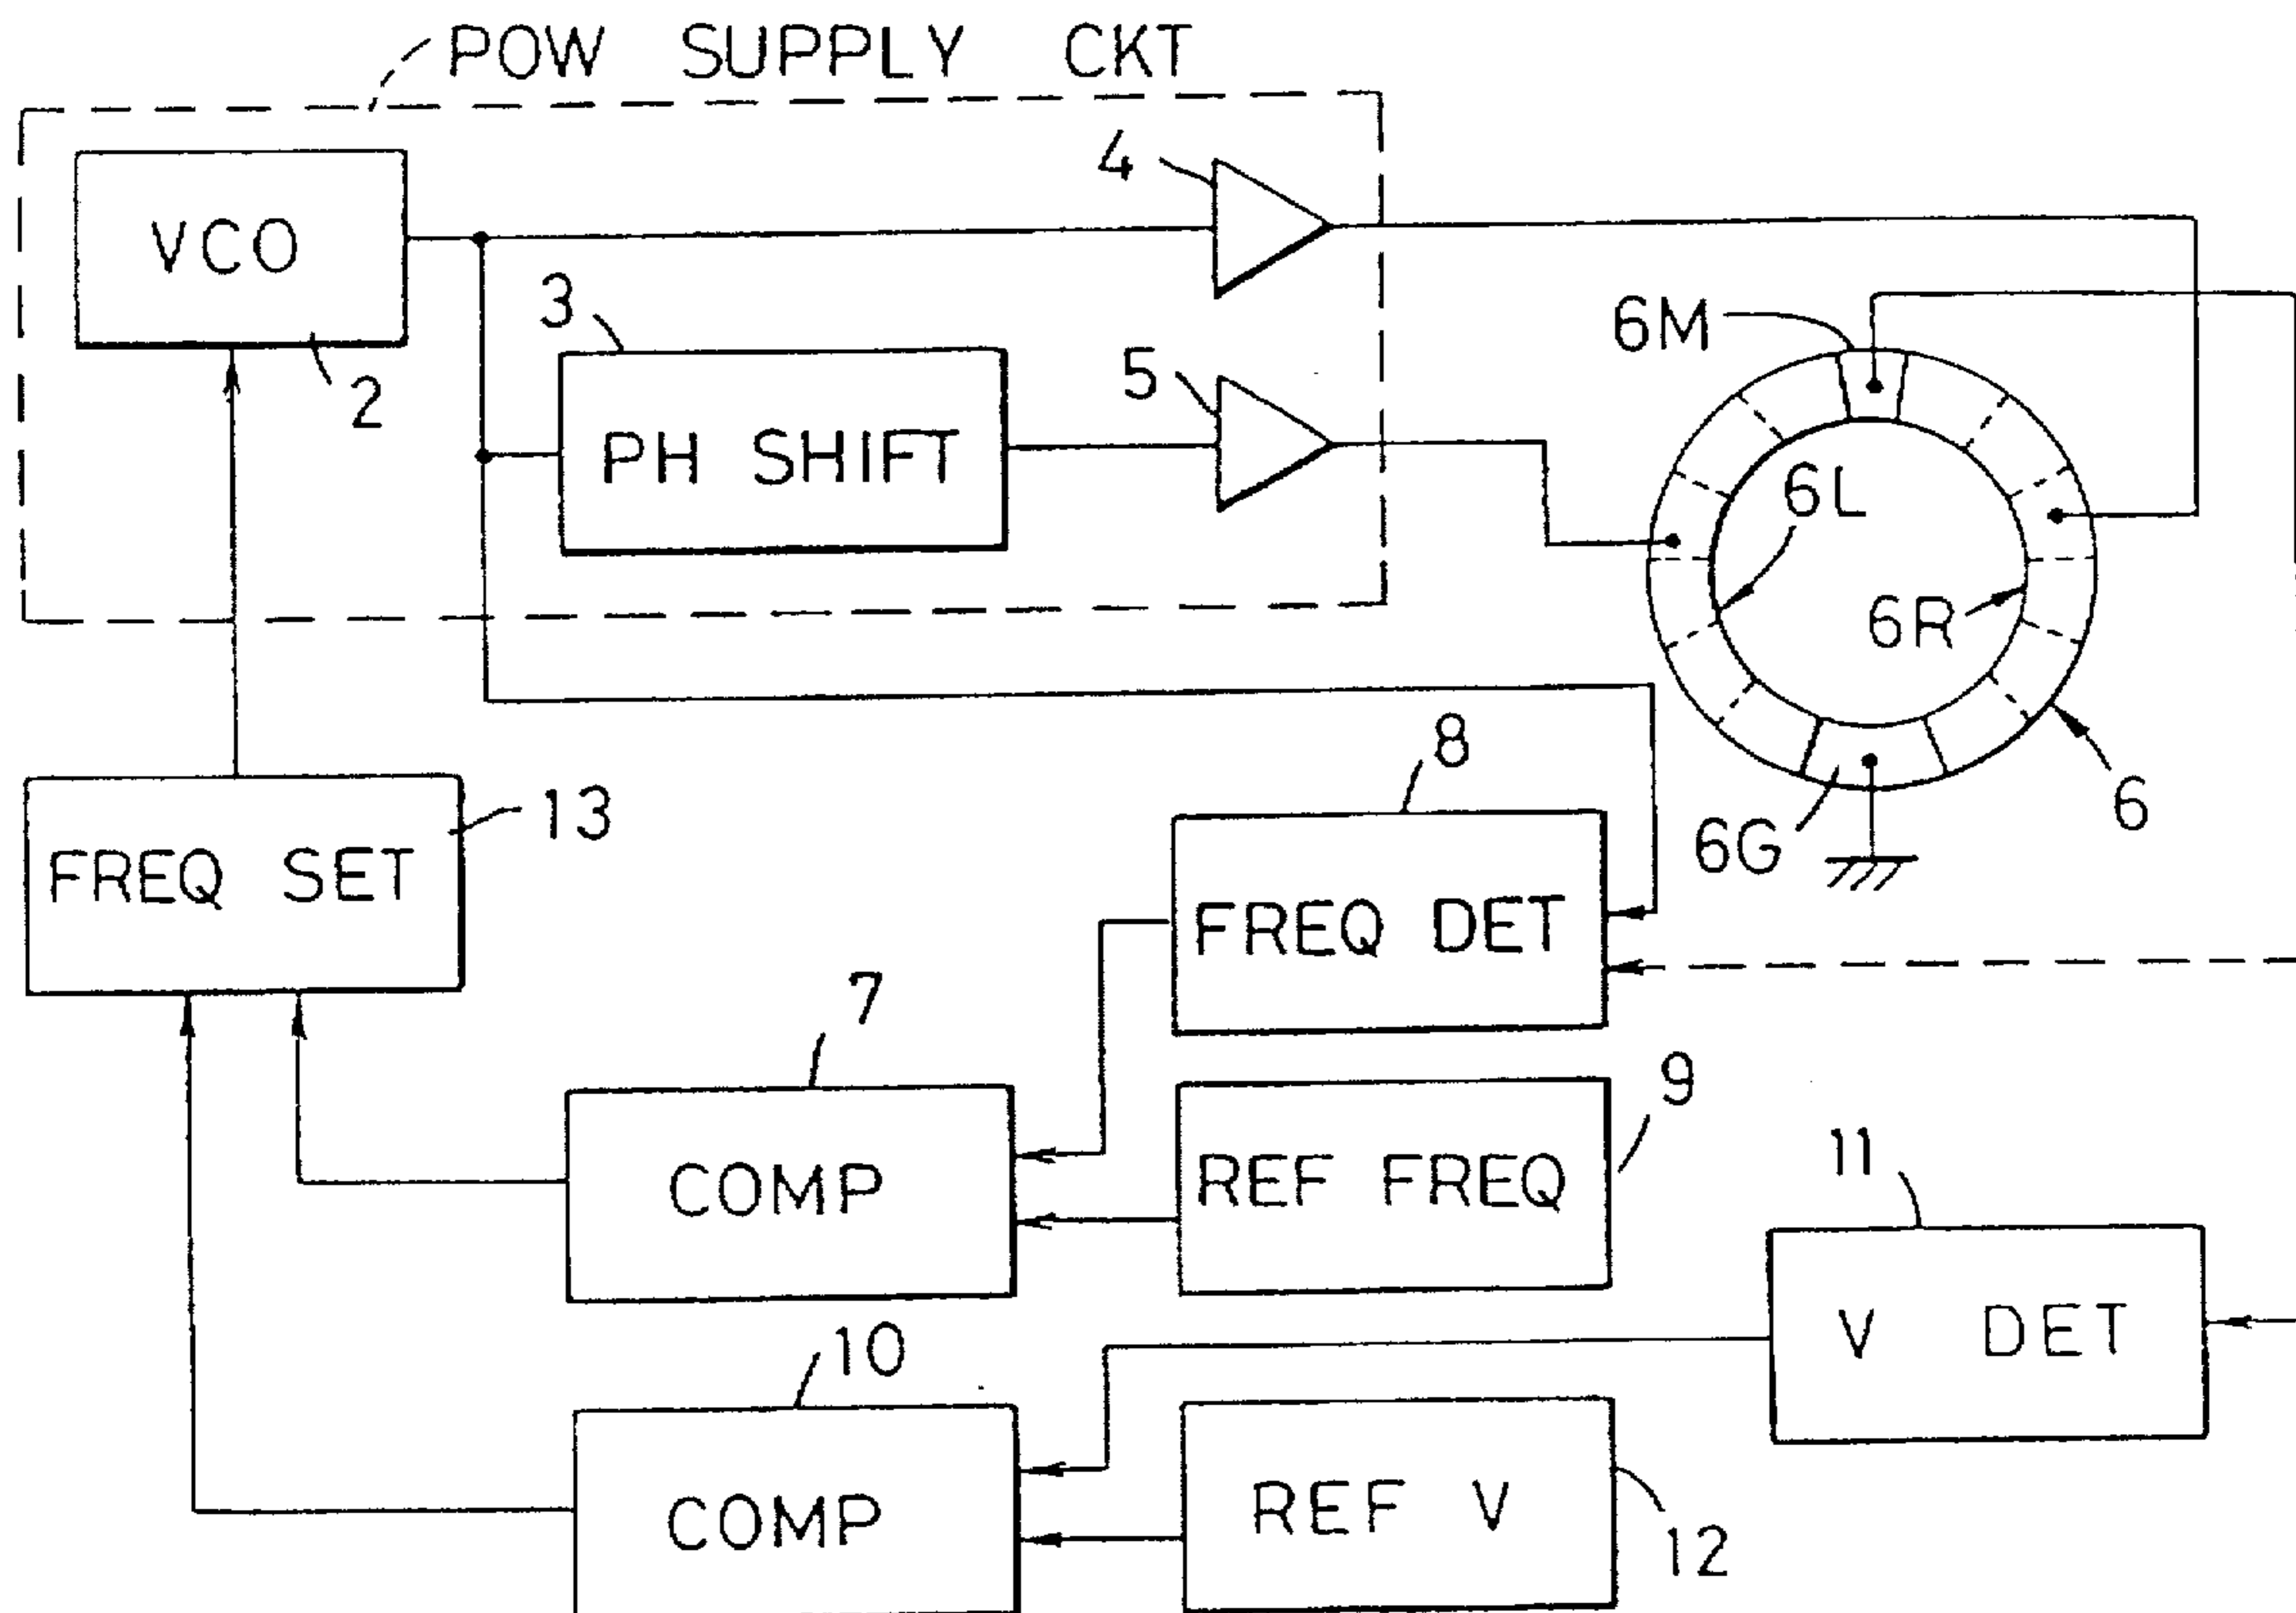 POW SUPPLY CKT
4
VCO
3
6M
2
5
PH SHIFT
6L
6R
8
13
6
6G
FREQ SET
FREQ DET
7
9
11
COMP
REF FREQ
10
V DET
COMP
REF V
12